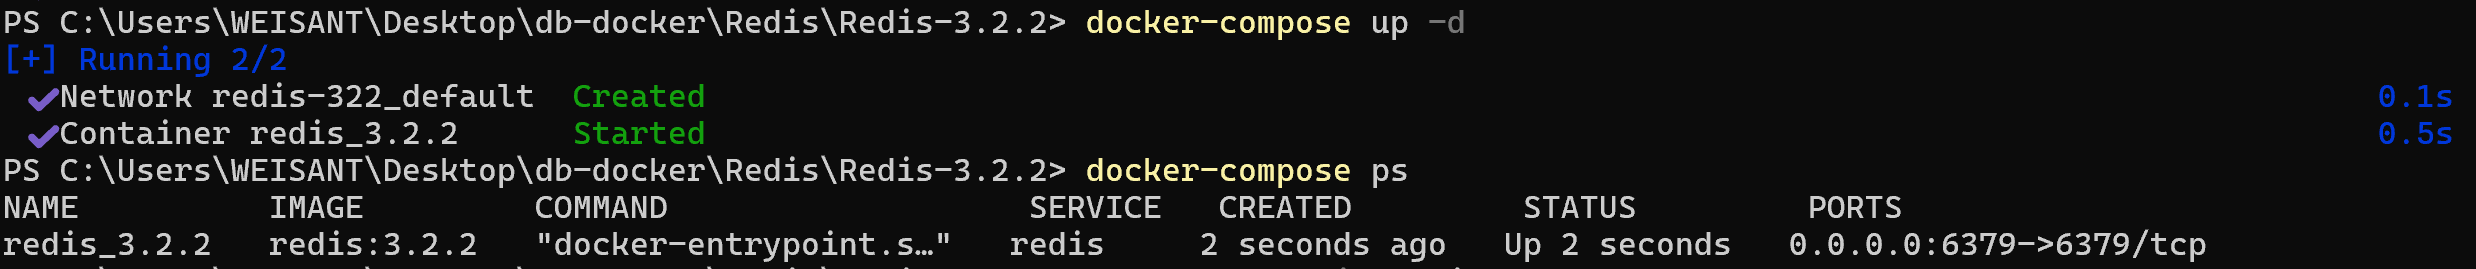 PS C:\Users\WEISANT\Desktop\db-docker\Redis\Redis-3.2.2> docker-compose up -d
[+] Running 2/2
✔Network redis-322_default  Created  0.1s
✔Container redis_3.2.2  Started  0.5s
PS C:\Users\WEISANT\Desktop\db-docker\Redis\Redis-3.2.2> docker-compose ps
NAME  IMAGE  COMMAND  SERVICE  CREATED  STATUS  PORTS
redis_3.2.2  redis:3.2.2  "docker-entrypoint.s…"  redis  2 seconds ago  Up 2 seconds  0.0.0.0:6379->6379/tcp